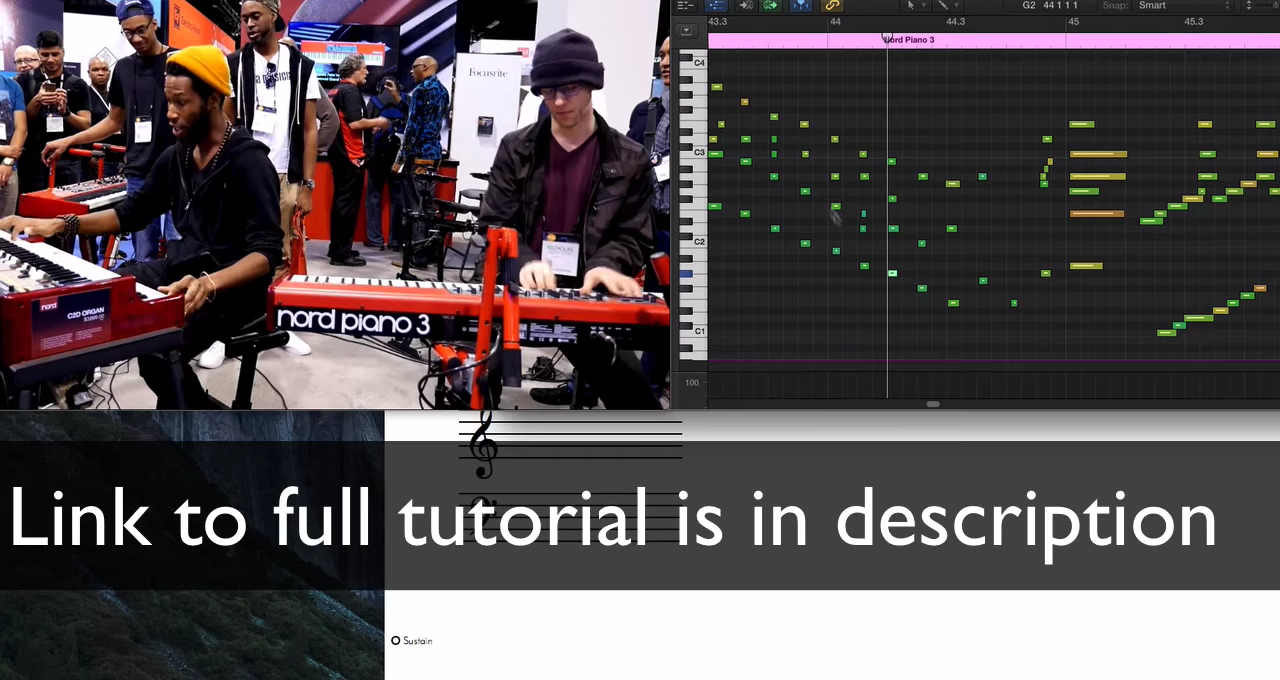 43.3
44
44.3
45
45.3
G2 44 1 1 1
Snap:
Smart
Nord Piano 3
C4
C3
C2
C1
100
Focusrite
NICHOLAS
nord
C2D ORGAN
nord piano 3
Link to full tutorial is in description
Sustain